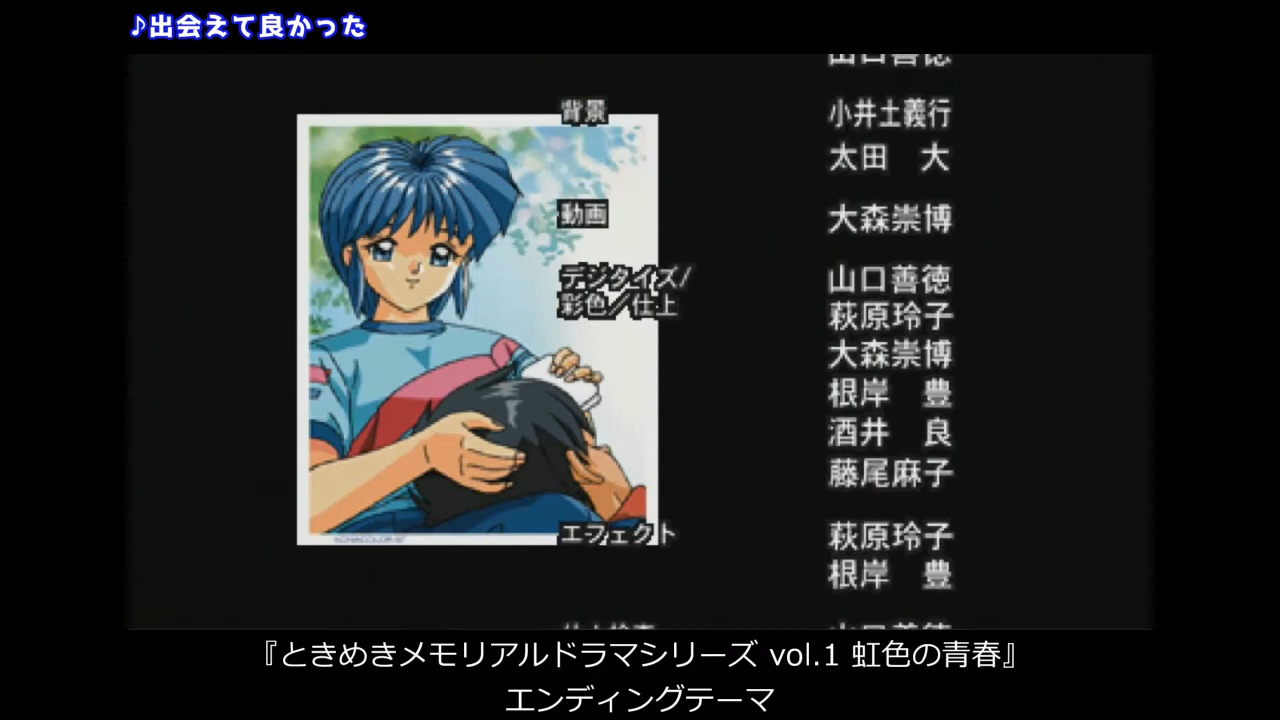 ♪出会えて良かった
背景
小井土義行
太田　大
動画
大森崇博
デジタイズ/
彩色／仕上
山口善徳
萩原玲子
大森崇博
根岸　豊
酒井　良
藤尾麻子
エフェクト
萩原玲子
根岸　豊
『ときめきメモリアルドラマシリーズ vol.1 虹色の青春』
エンディングテーマ